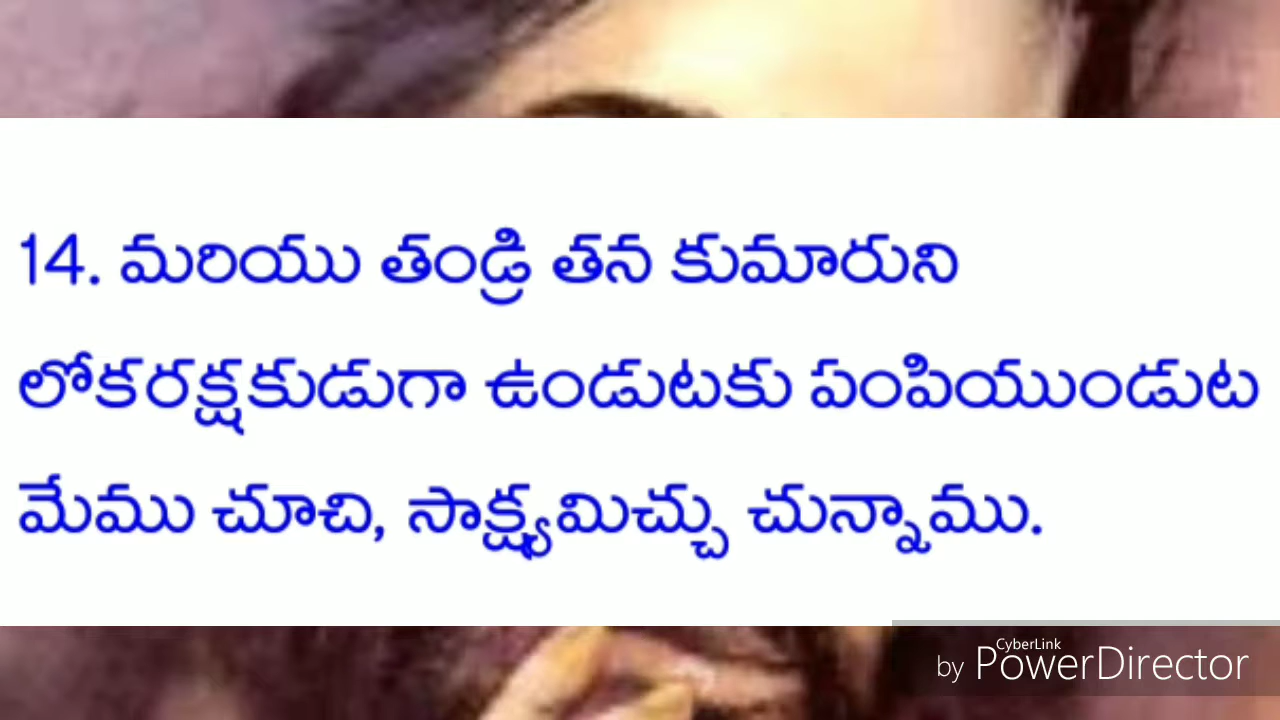 14. మరియు తండ్రి తన కుమారుని
లోకరక్షకుడుగా ఉండుటకు పంపియుండుట
మేము చూచి, సాక్ష్యమిచ్చు చున్నాము.
CyberLink
by PowerDirector